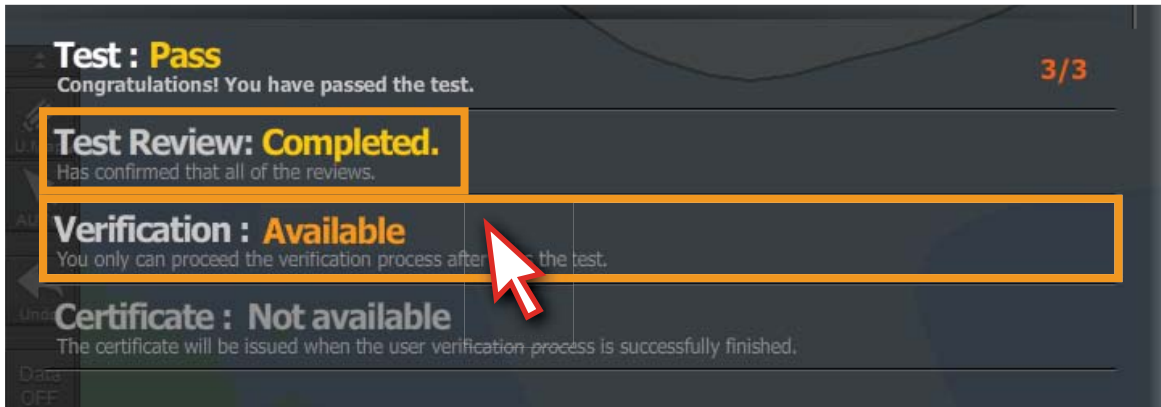 Test : Pass
Congratulations! You have passed the test.
3/3
Test Review: Completed.
Has confirmed that all of the reviews.
Verification : Available
You only can proceed the verification process after the test.
Certificate : Not available
The certificate will be issued when the user verification process is successfully finished.
Data
OFF